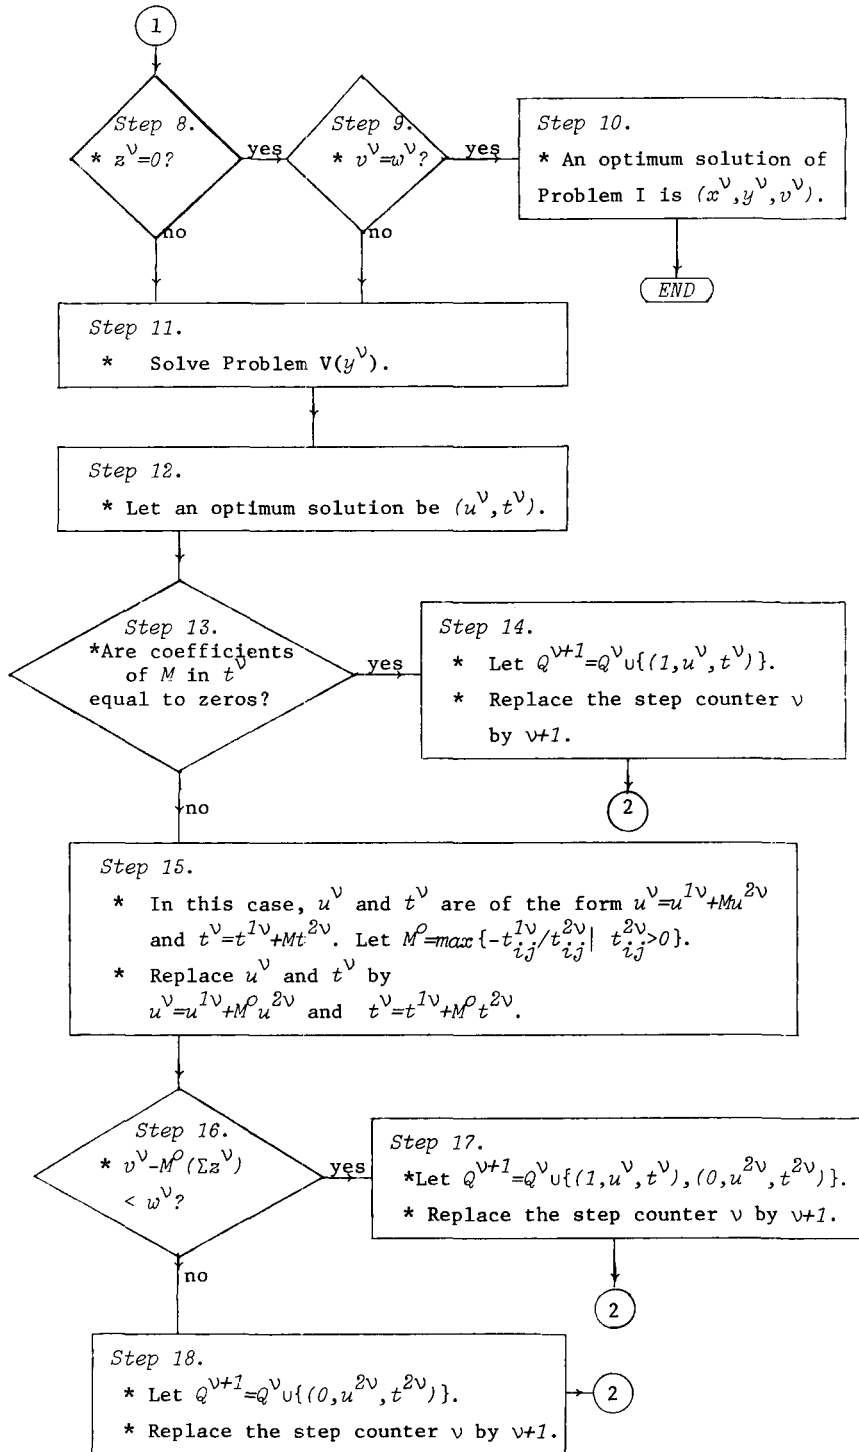 1
Step 8.
* z^ν=0?
yes
no
Step 9.
* v^ν=w^ν?
yes
no
Step 10.
* An optimum solution of
Problem I is (x^ν,y^ν,v^ν).
END
Step 11.
* Solve Problem V(y^ν).
Step 12.
* Let an optimum solution be (u^ν,t^ν).
Step 13.
*Are coefficients
of M in t^ν
equal to zeros?
yes
no
Step 14.
* Let Q^ν+1=Q^ν∪{(1,u^ν,t^ν)}.
* Replace the step counter ν
by ν+1.
2
Step 15.
* In this case, u^ν and t^ν are of the form u^ν=u^1ν+Mu^2ν
and t^ν=t^1ν+Mt^2ν. Let M^o=max{-t_ij^1ν/t_ij^2ν| t_ij^2ν>0}.
* Replace u^ν and t^ν by
u^ν=u^1ν+M^o u^2ν and t^ν=t^1ν+M^o t^2ν.
Step 16.
* v^ν-M^o(Σz^ν)
< w^ν?
yes
no
Step 17.
*Let Q^ν+1=Q^ν∪{(1,u^ν,t^ν),(0,u^2ν,t^2ν)}.
* Replace the step counter ν by ν+1.
2
Step 18.
* Let Q^ν+1=Q^ν∪{(0,u^2ν,t^2ν)}.
* Replace the step counter ν by ν+1.
2